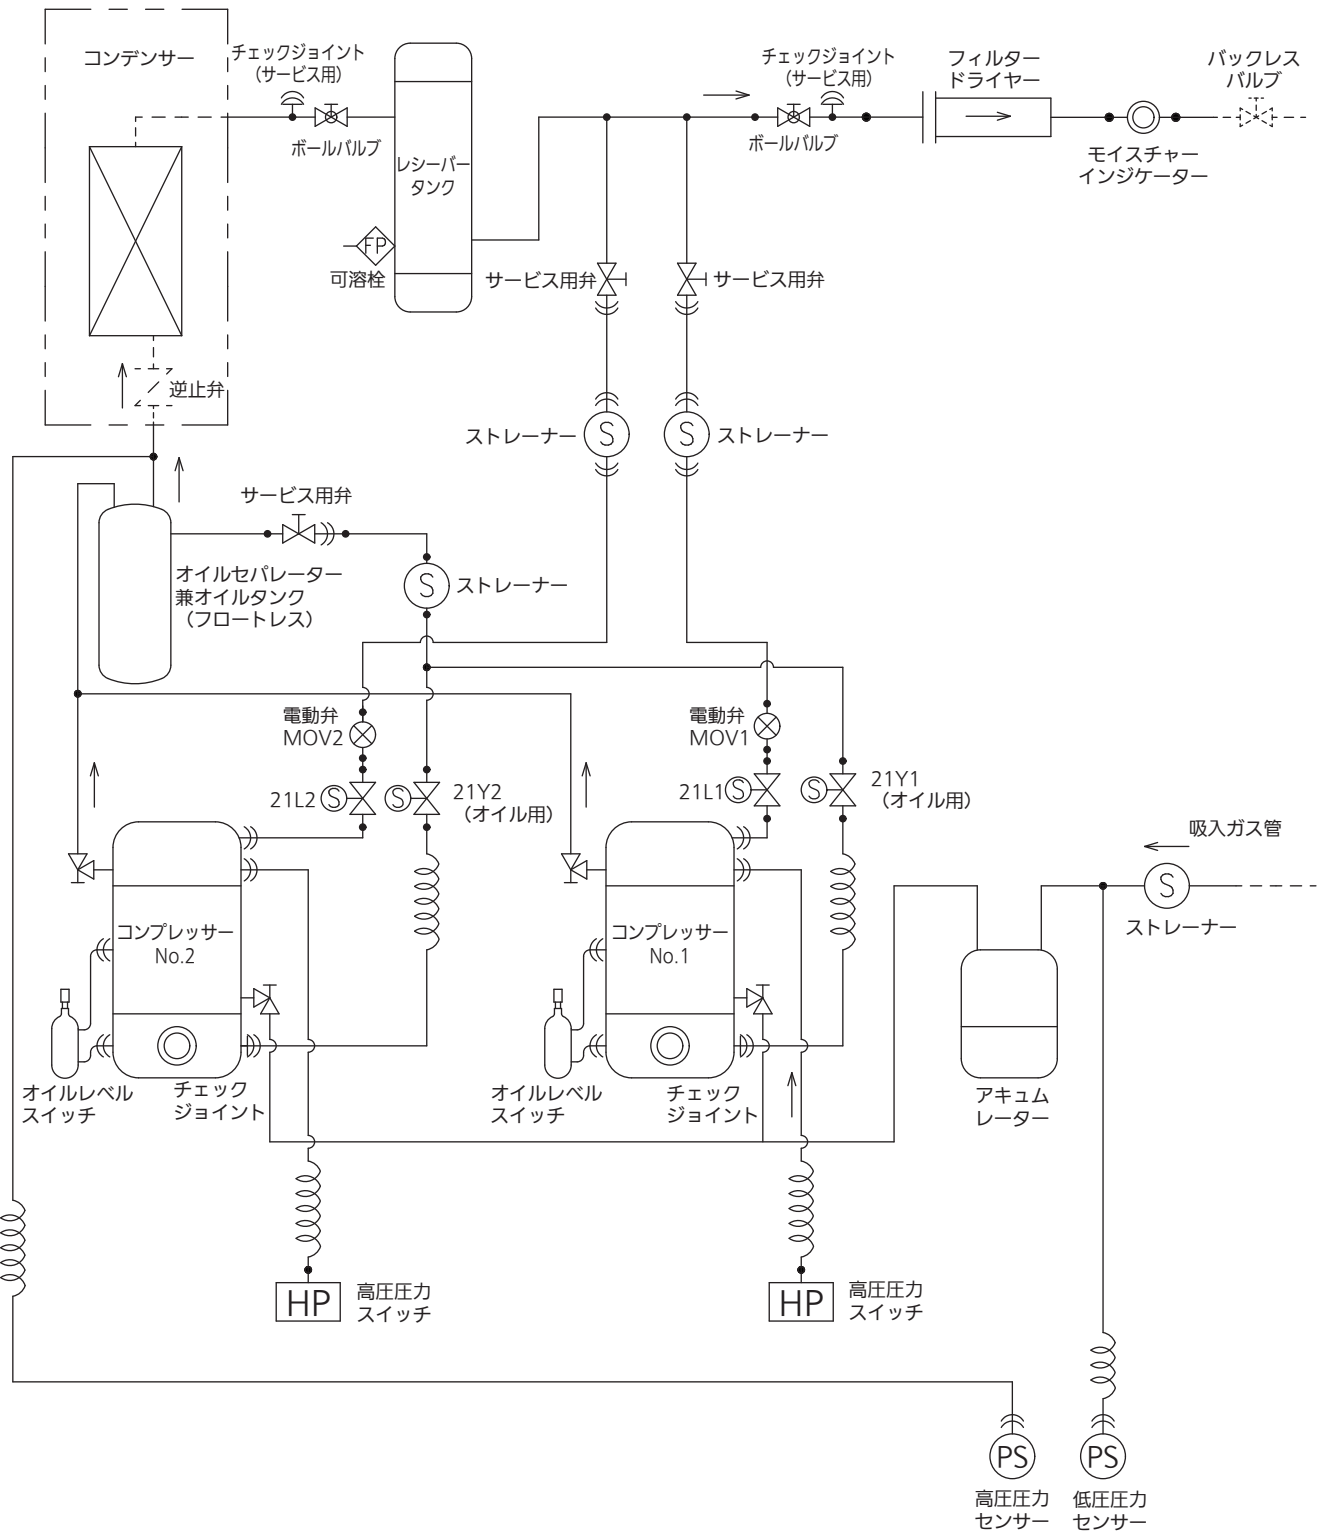 コンデンサー
チェックジョイント
（サービス用）
ボールバルブ
レシーバー
タンク
FP
可溶栓
チェックジョイント
（サービス用）
ボールバルブ
フィルター
ドライヤー
モイスチャー
インジケーター
バックレス
バルブ
サービス用弁
サービス用弁
逆止弁
ストレーナー
S
S
ストレーナー
サービス用弁
オイルセパレーター
兼オイルタンク
（フロートレス）
S
ストレーナー
電動弁
MOV2
電動弁
MOV1
21L2
S
S
21Y2
（オイル用）
21L1
S
S
21Y1
（オイル用）
吸入ガス管
S
ストレーナー
コンプレッサー
No.2
コンプレッサー
No.1
オイルレベル
スイッチ
チェック
ジョイント
オイルレベル
スイッチ
チェック
ジョイント
アキュム
レーター
HP
高圧圧力
スイッチ
HP
高圧圧力
スイッチ
PS
高圧圧力
センサー
PS
低圧圧力
センサー